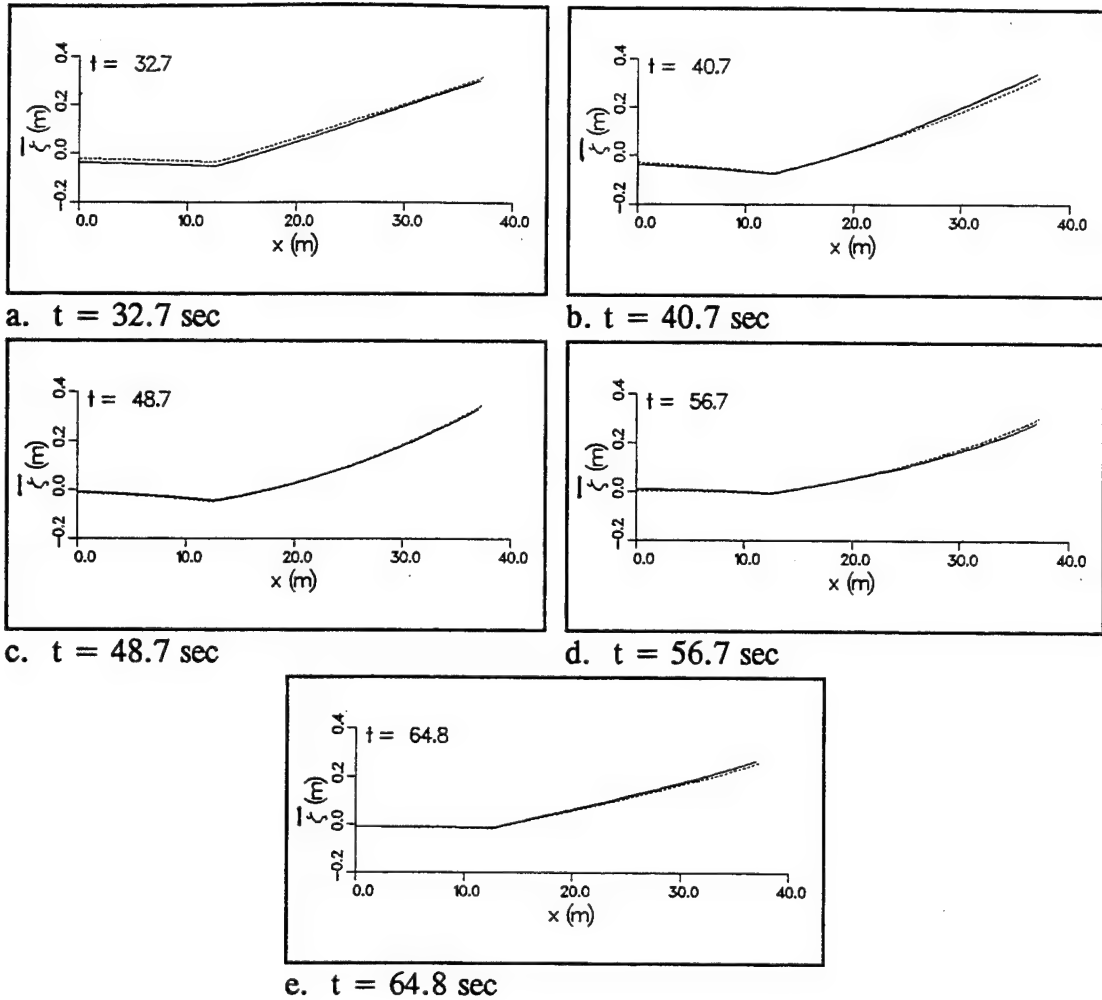 t = 32.7
ζ̅ (m)
0.4
0.2
0.0
−0.2
0.0 10.0 20.0 30.0 40.0
x (m)
a. t = 32.7 sec
t = 40.7
ζ̅ (m)
0.4
0.2
0.0
−0.2
0.0 10.0 20.0 30.0 40.0
x (m)
b. t = 40.7 sec
t = 48.7
ζ̅ (m)
0.4
0.2
0.0
−0.2
0.0 10.0 20.0 30.0 40.0
x (m)
c. t = 48.7 sec
t = 56.7
ζ̅ (m)
0.4
0.2
0.0
−0.2
0.0 10.0 20.0 30.0 40.0
x (m)
d. t = 56.7 sec
t = 64.8
ζ̅ (m)
0.4
0.2
0.0
−0.2
0.0 10.0 20.0 30.0 40.0
x (m)
e. t = 64.8 sec